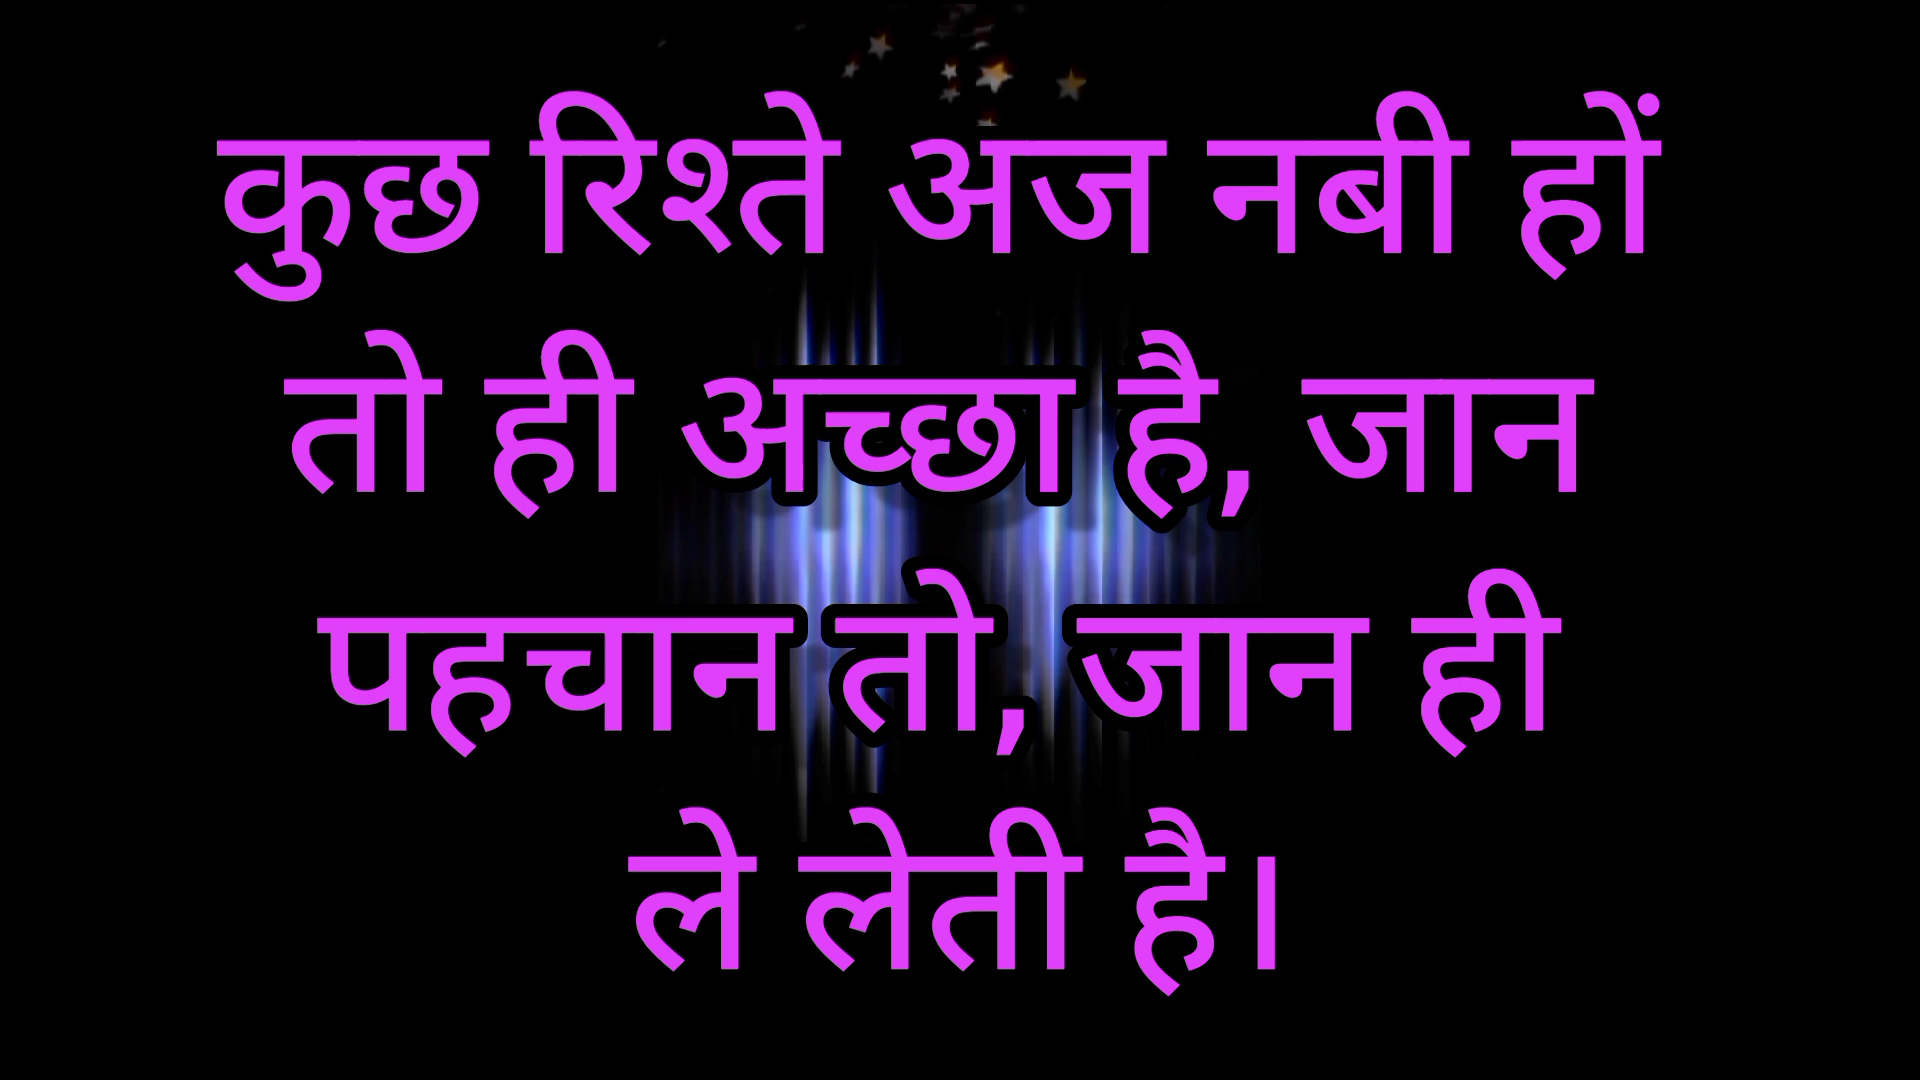 कुछ रिश्ते अज नबी हों
तो ही अच्छा है, जान
पहचान तो, जान ही
ले लेती है।